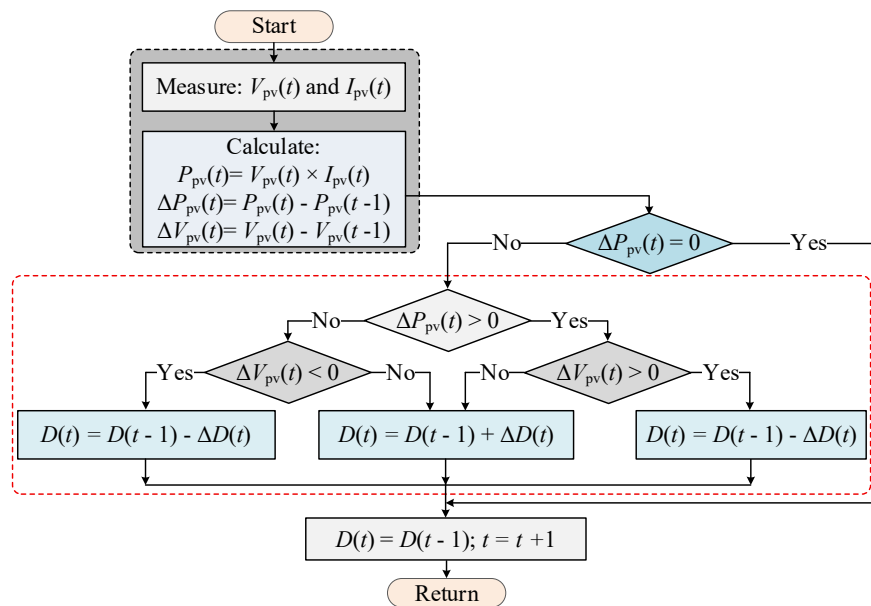 Start
Measure: Vpv(t) and Ipv(t)
Calculate:
Ppv(t)= Vpv(t) × Ipv(t)
ΔPpv(t)= Ppv(t) - Ppv(t -1)
ΔVpv(t)= Vpv(t) - Vpv(t -1)
No
ΔPpv(t) = 0
Yes
No
ΔPpv(t) > 0
Yes
Yes
ΔVpv(t) < 0
No
No
ΔVpv(t) > 0
Yes
D(t) = D(t - 1) - ΔD(t)
D(t) = D(t - 1) + ΔD(t)
D(t) = D(t - 1) - ΔD(t)
D(t) = D(t - 1); t = t +1
Return